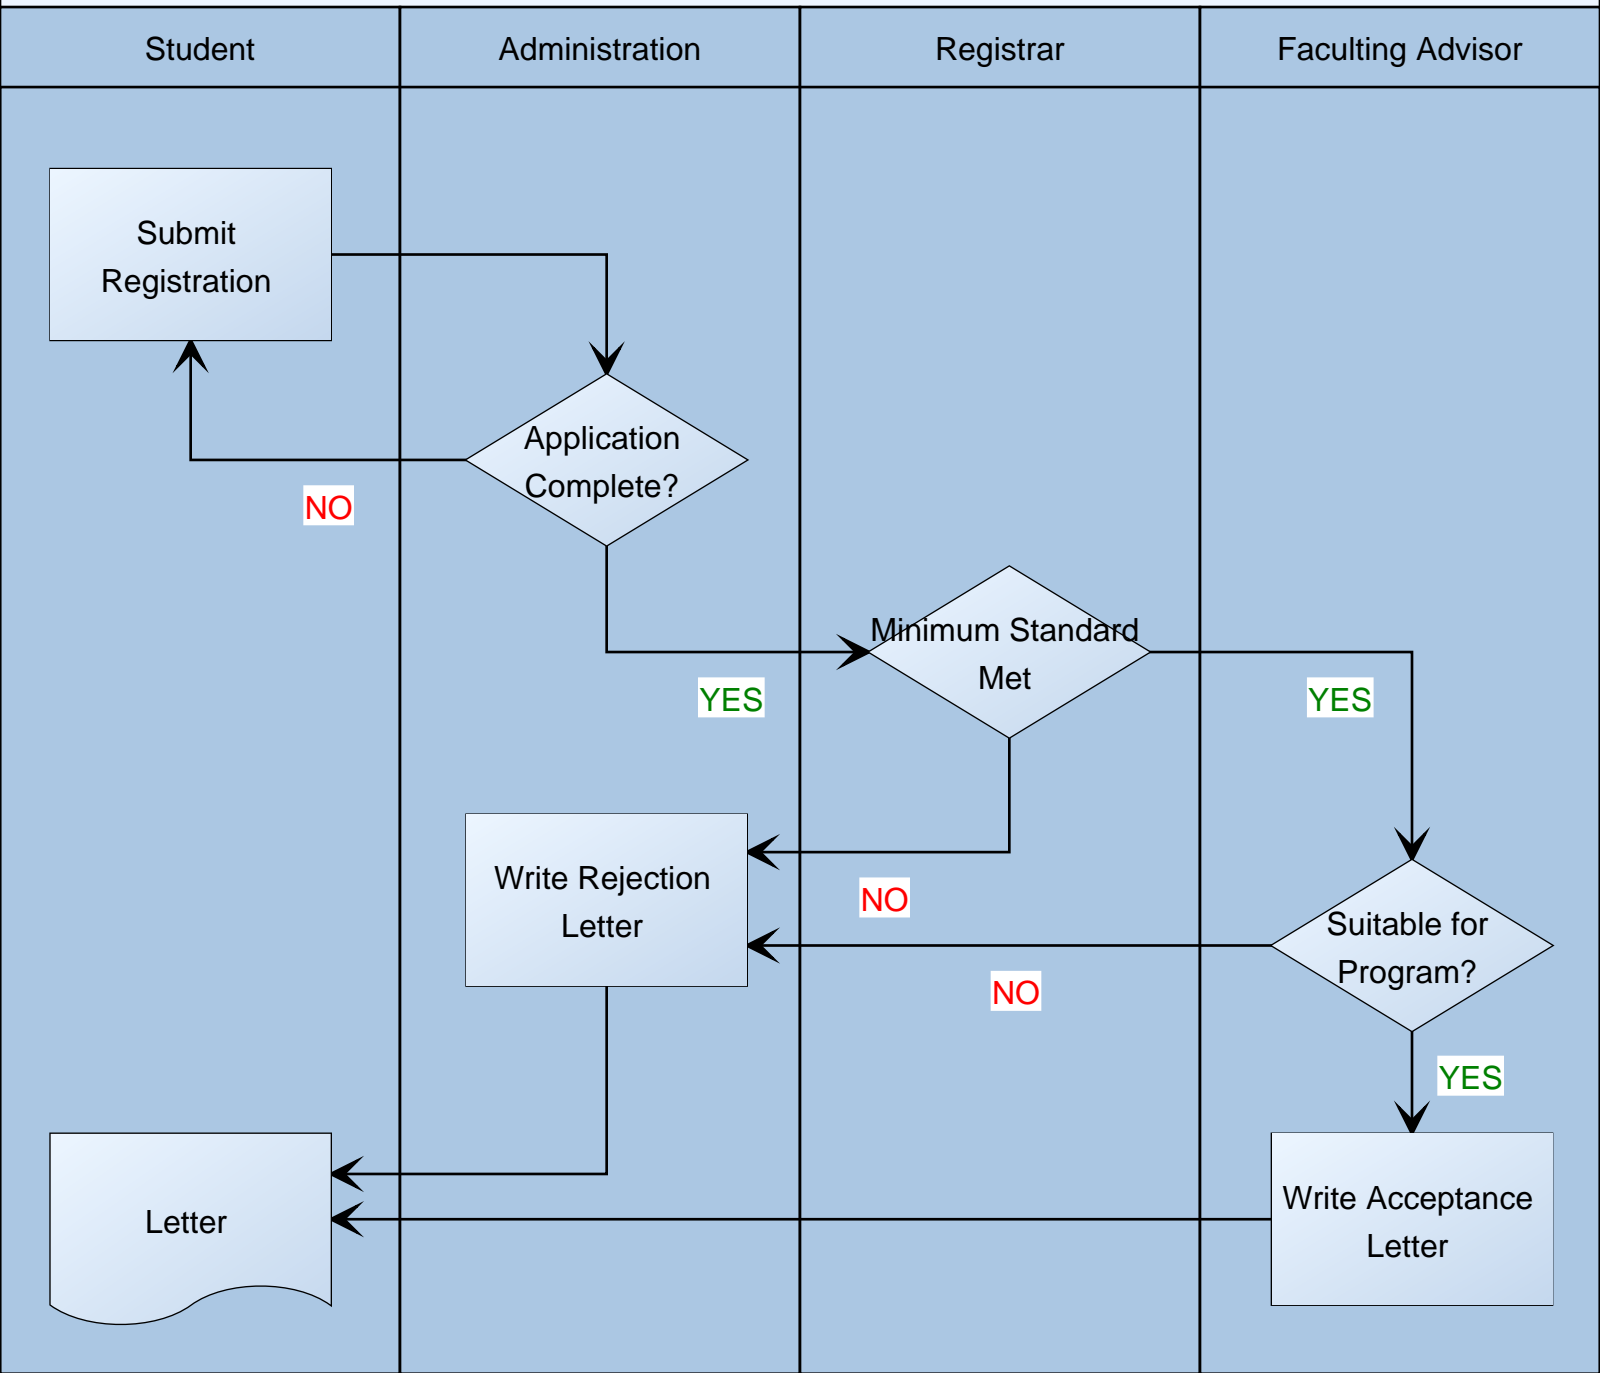 Student
Administration
Registrar
Faculting Advisor
Submit
Registration
Application
Complete?
NO
YES
Minimum Standard
Met
YES
Write Rejection
Letter
NO
NO
Suitable for
Program?
YES
Letter
Write Acceptance
Letter